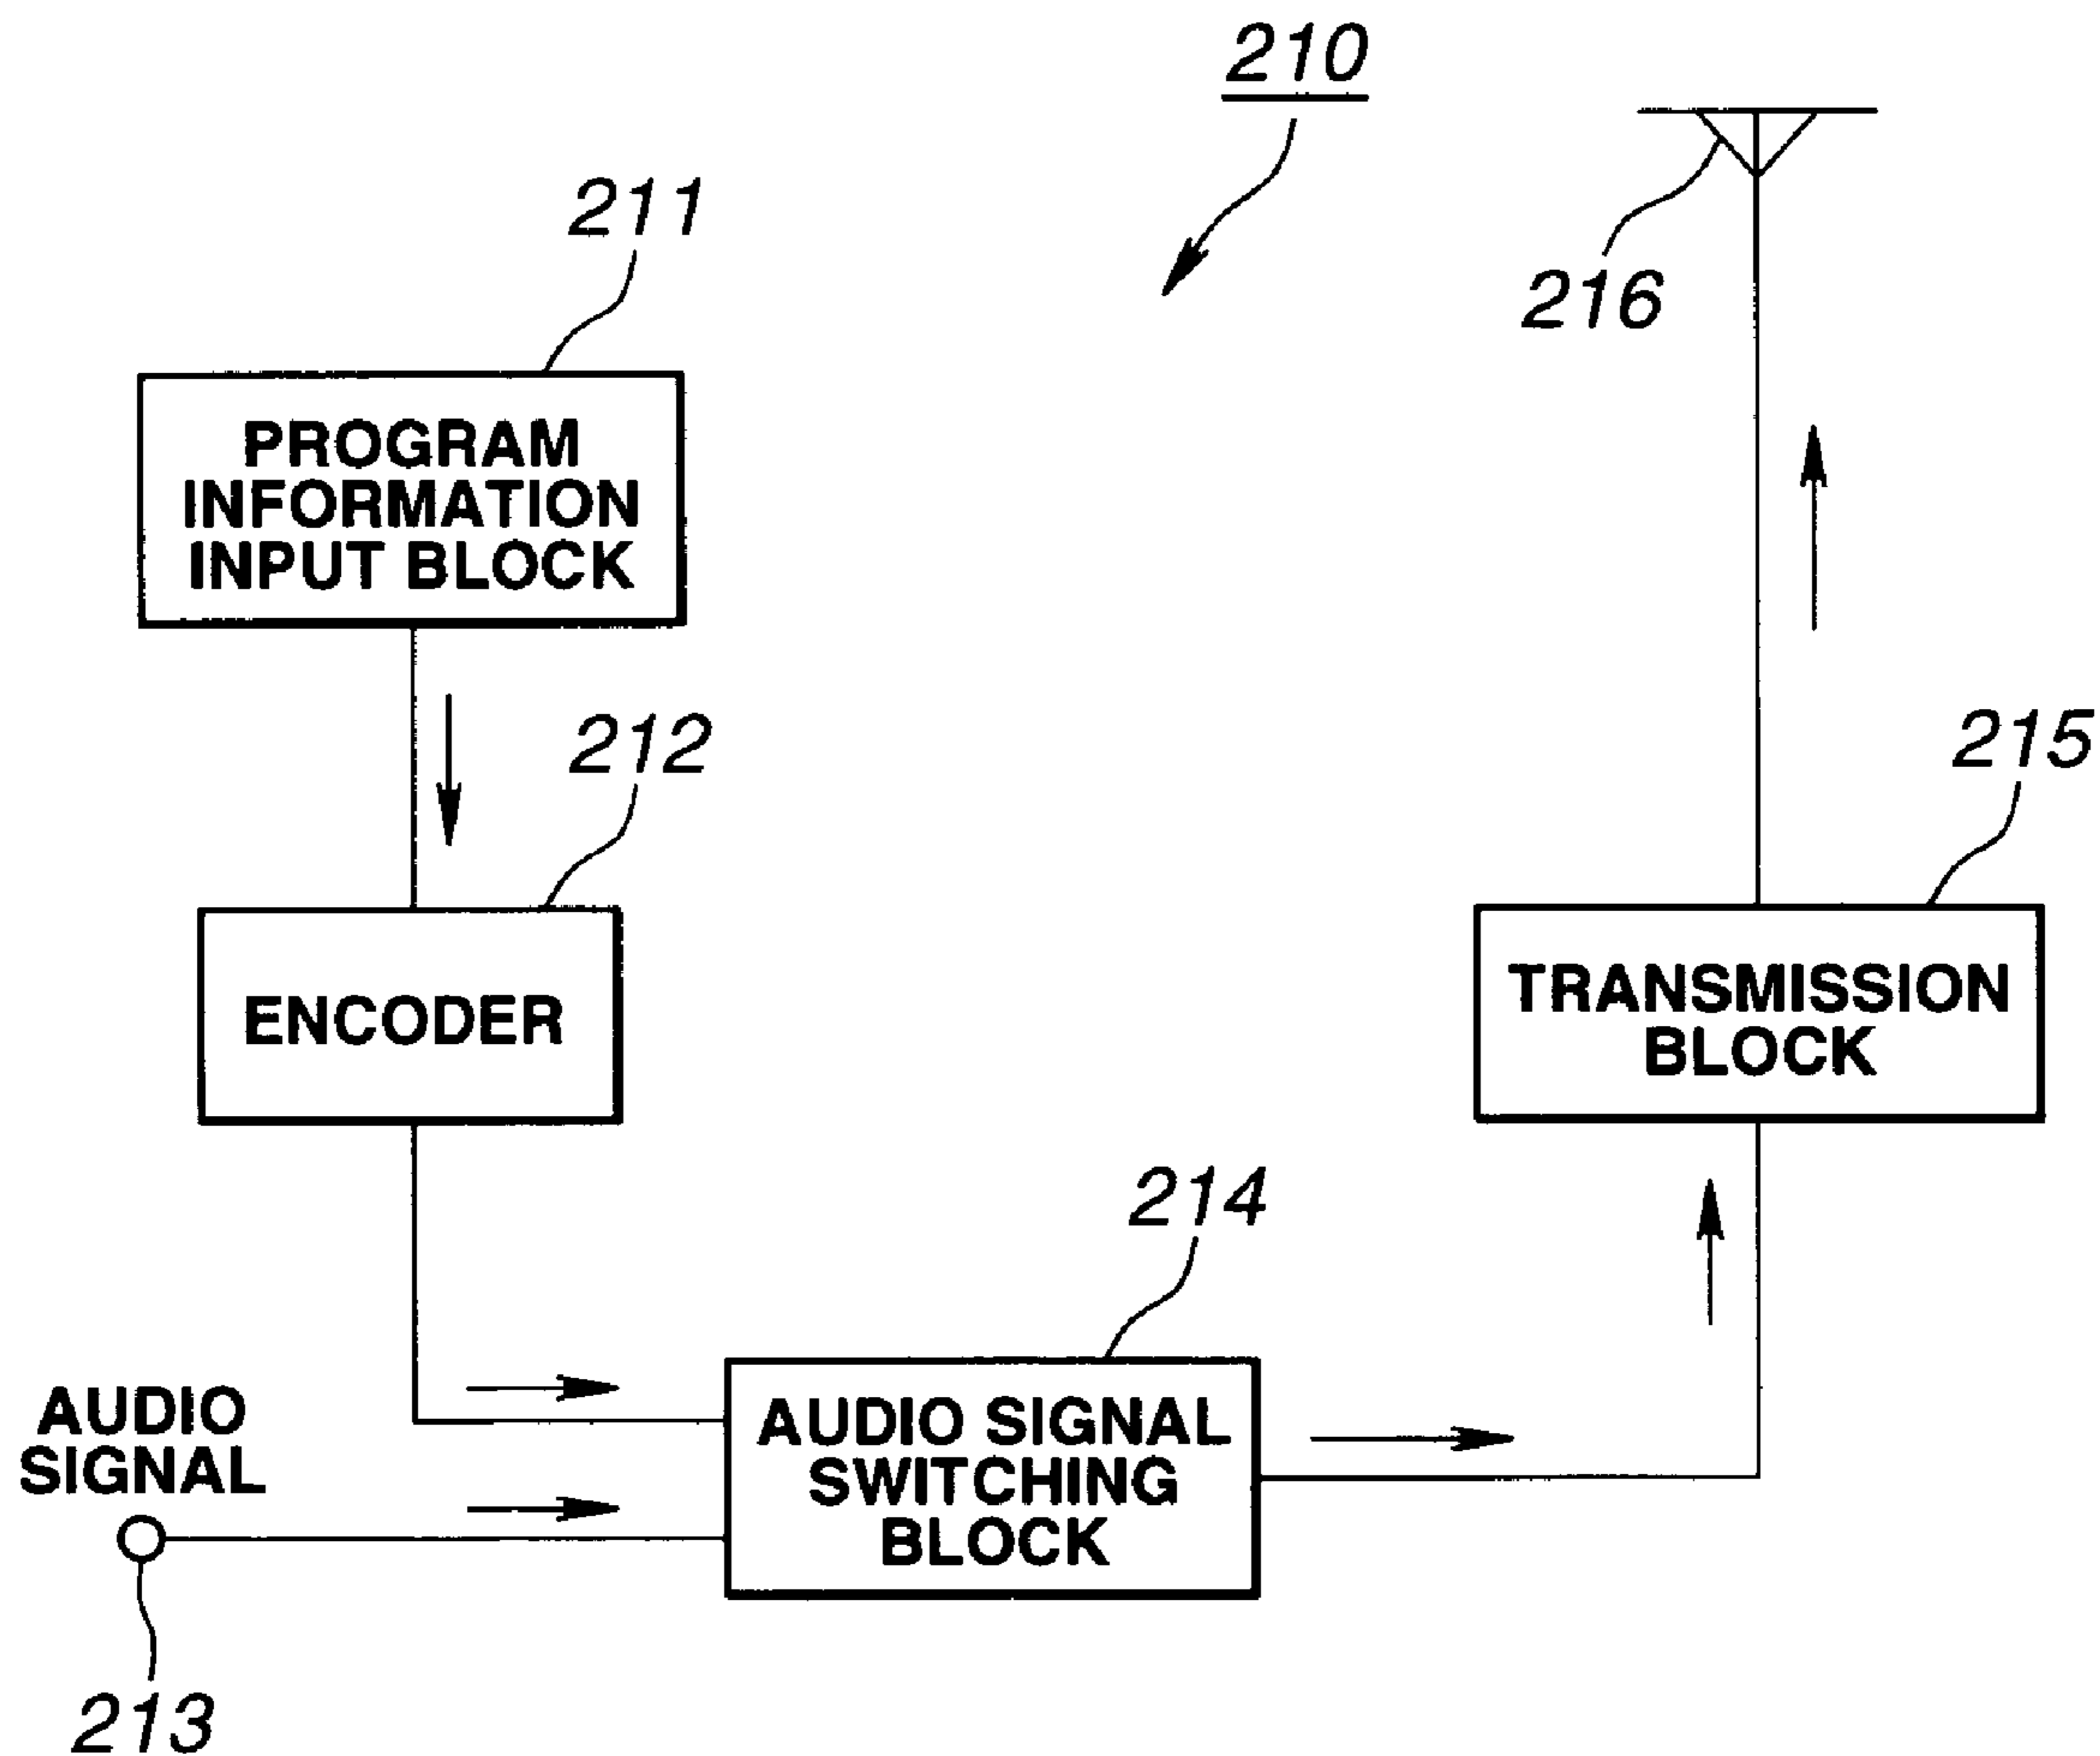 210
211
216
PROGRAM
INFORMATION
INPUT BLOCK
212
215
ENCODER
TRANSMISSION
BLOCK
214
AUDIO
SIGNAL
AUDIO SIGNAL
SWITCHING
BLOCK
213